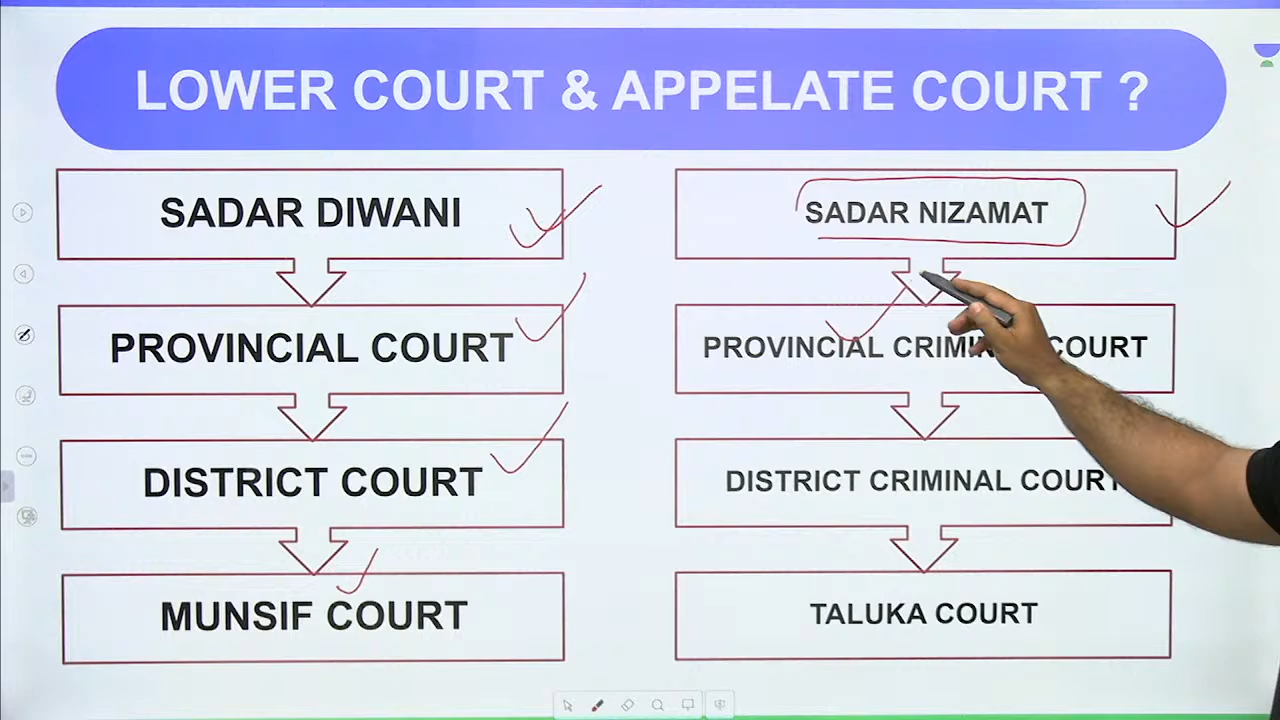 LOWER COURT & APPELATE COURT ?
SADAR DIWANI
PROVINCIAL COURT
DISTRICT COURT
MUNSIF COURT
SADAR NIZAMAT
PROVINCIAL COURT
DISTRICT CRIMINAL COURT
TALUKA COURT